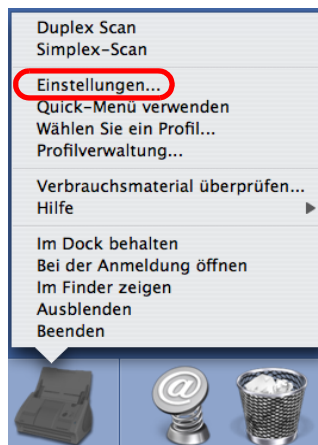 Duplex Scan
Simplex-Scan
Einstellungen...
Quick-Menü verwenden
Wählen Sie ein Profil...
Profilverwaltung...
Verbrauchsmaterial überprüfen...
Hilfe
Im Dock behalten
Bei der Anmeldung öffnen
Im Finder zeigen
Ausblenden
Beenden
@